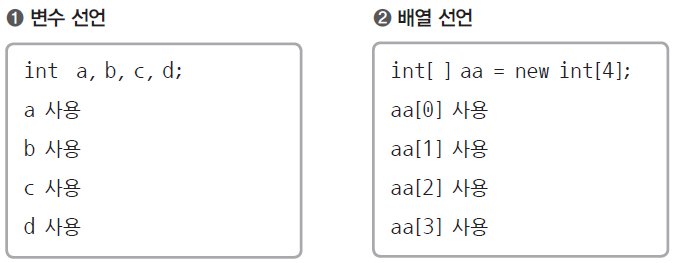 ❶ 변수 선언
int a, b, c, d;
a 사용
b 사용
c 사용
d 사용
❷ 배열 선언
int[ ] aa = new int[4];
aa[0] 사용
aa[1] 사용
aa[2] 사용
aa[3] 사용